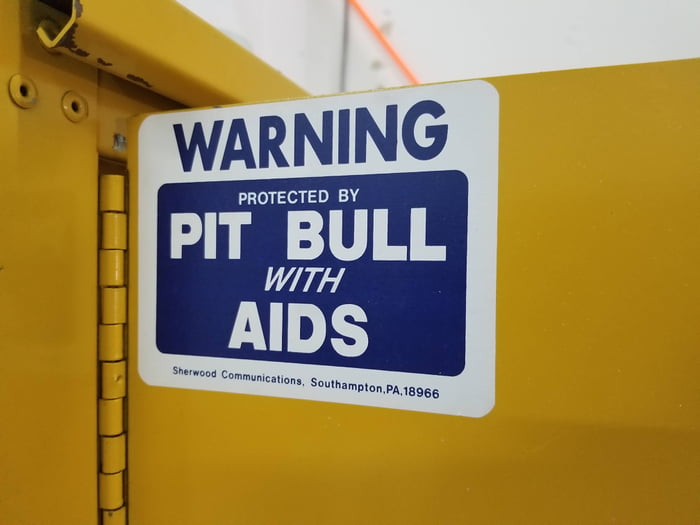 WARNING
PROTECTED BY
PIT BULL
WITH
AIDS
Sherwood Communications, Southampton,PA.18966